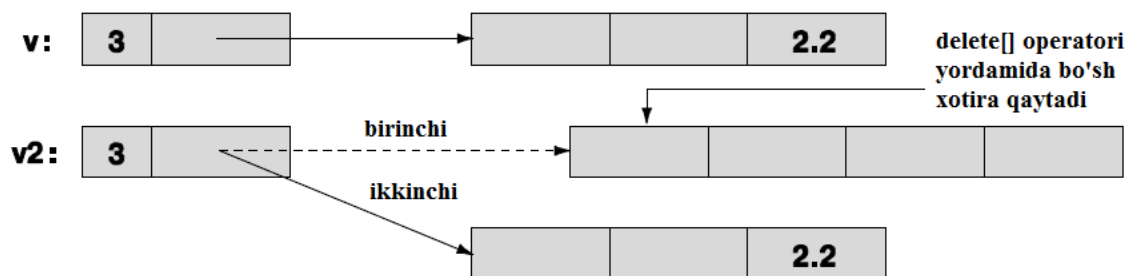 v: 3 2.2
delete[] operatori
yordamida bo'sh
xotira qaytadi
birinchi
v2: 3
ikkinchi
2.2